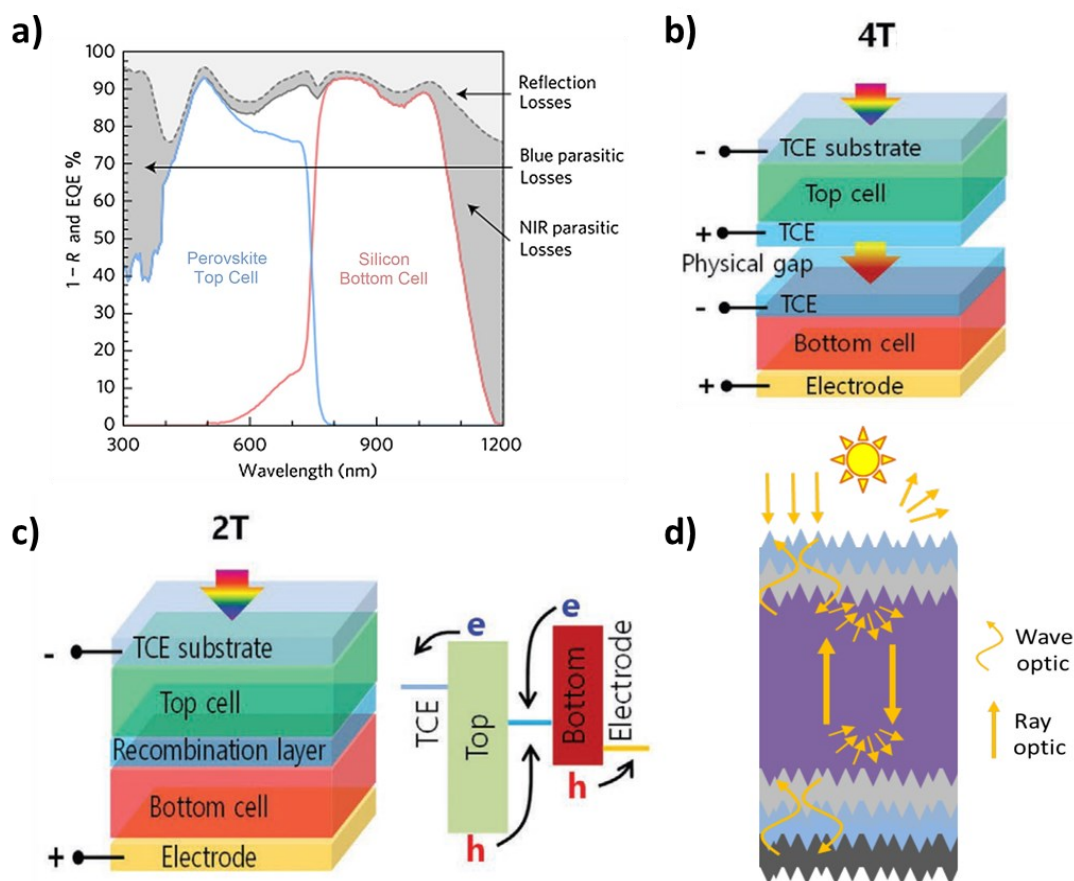 a)
100
90
80
70
60
50
40
30
20
10
0
1 – R and EQE %
300
600
900
1200
Wavelength (nm)
Perovskite
Top Cell
Silicon
Bottom Cell
Reflection
Losses
Blue parasitic
Losses
NIR parasitic
Losses
b)
4T
- TCE substrate
Top cell
+ TCE
Physical gap
- TCE
Bottom cell
+ Electrode
c)
2T
- TCE substrate
Top cell
Recombination layer
Bottom cell
+ Electrode
e
TCE
Top
h
e
Bottom
h
Electrode
d)
Wave
optic
Ray
optic